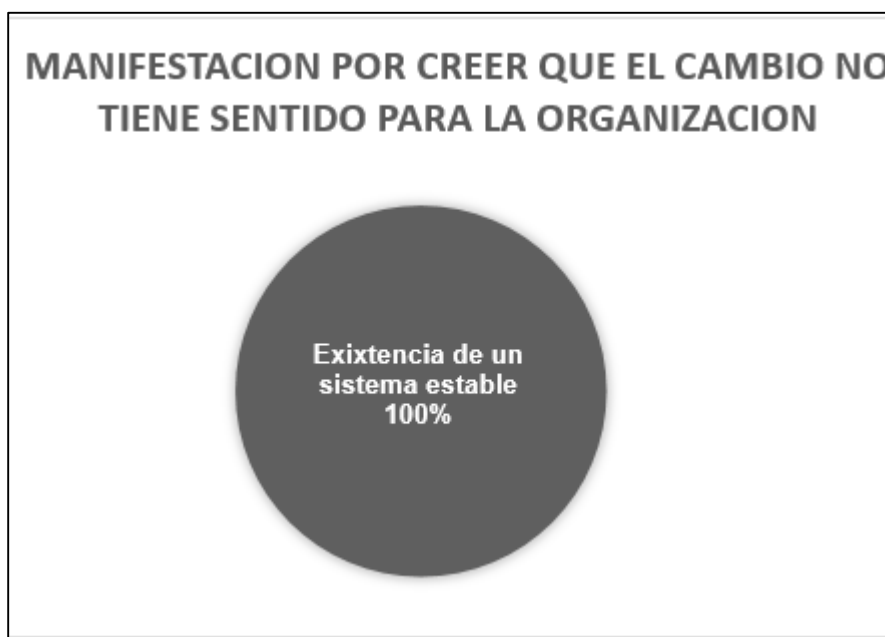 MANIFESTACION POR CREER QUE EL CAMBIO NO
TIENE SENTIDO PARA LA ORGANIZACION
Exixtencia de un
sistema estable
100%